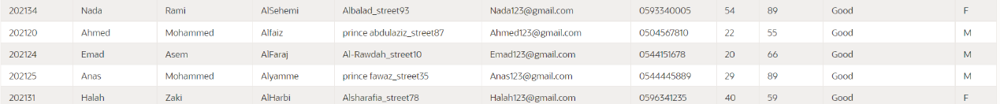 202134 Nada Rami AlSehemi Albalad_street93 Nada123@gmail.com 0593340005 54 89 Good F
202120 Ahmed Mohammed Alfaiz prince abdulaziz_street87 Ahmed123@gmail.com 0504567810 22 55 Good M
202124 Emad Asem AlFaraj Al-Rawdah_street10 Emad123@gmail.com 0544151678 20 66 Good M
202125 Anas Mohammed Alyamme prince fawaz_street35 Anas123@gmail.com 0544445889 29 89 Good M
202131 Halah Zaki AlHarbi Alsharafia_street78 Halah123@gmail.com 0596341235 40 59 Good F